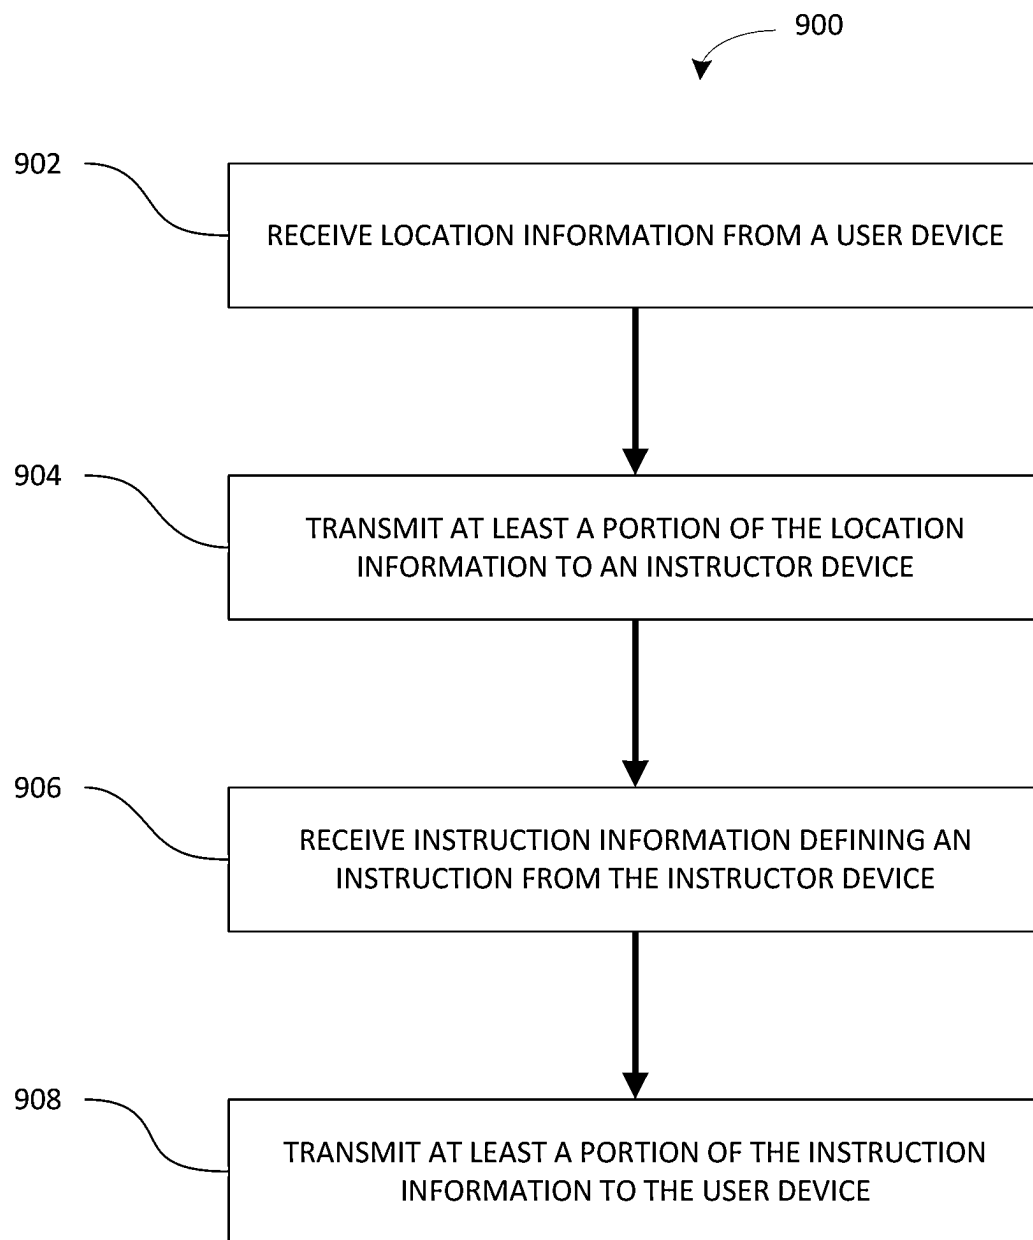 900
902
RECEIVE LOCATION INFORMATION FROM A USER DEVICE
904
TRANSMIT AT LEAST A PORTION OF THE LOCATION
INFORMATION TO AN INSTRUCTOR DEVICE
906
RECEIVE INSTRUCTION INFORMATION DEFINING AN
INSTRUCTION FROM THE INSTRUCTOR DEVICE
908
TRANSMIT AT LEAST A PORTION OF THE INSTRUCTION
INFORMATION TO THE USER DEVICE